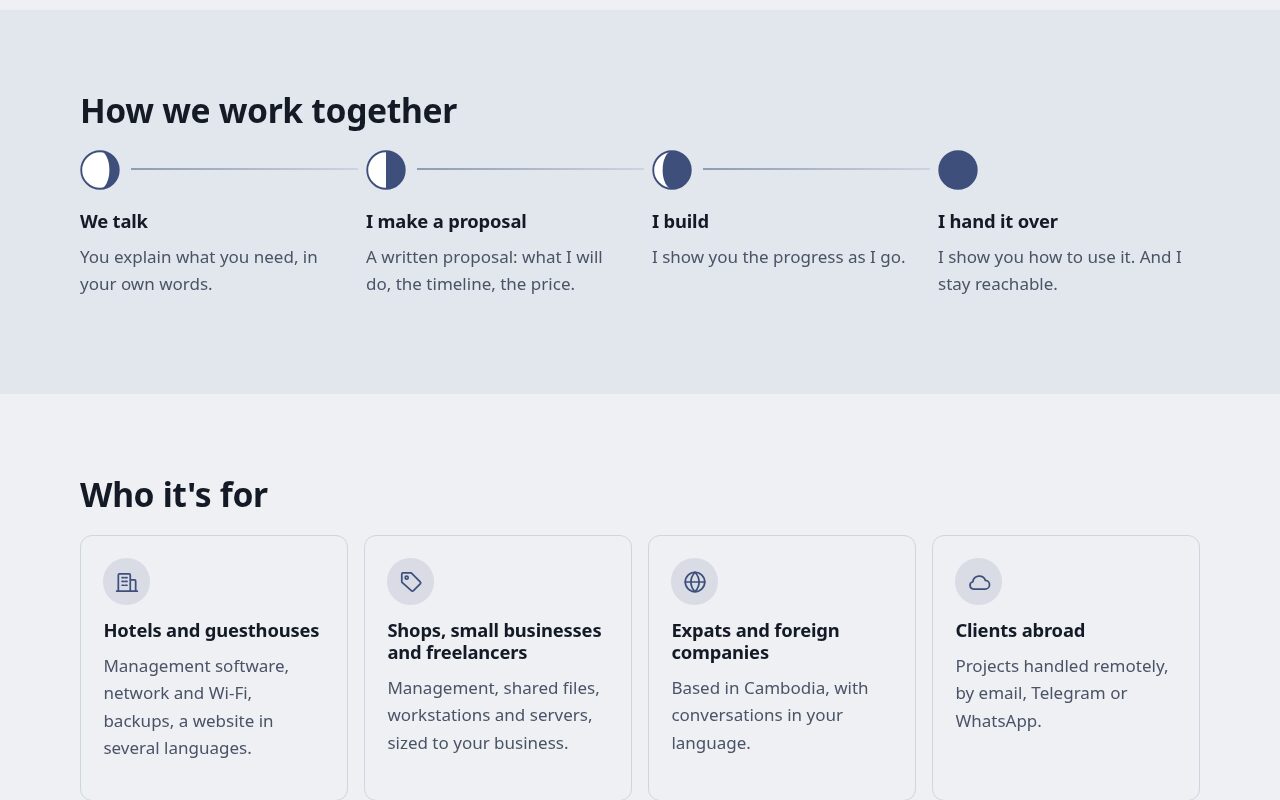 How we work together
We talk
You explain what you need, in
your own words.
I make a proposal
A written proposal: what I will
do, the timeline, the price.
I build
I show you the progress as I go.
I hand it over
I show you how to use it. And I
stay reachable.
Who it's for
Hotels and guesthouses
Management software,
network and Wi-Fi,
backups, a website in
several languages.
Shops, small businesses
and freelancers
Management, shared files,
workstations and servers,
sized to your business.
Expats and foreign
companies
Based in Cambodia, with
conversations in your
language.
Clients abroad
Projects handled remotely,
by email, Telegram or
WhatsApp.